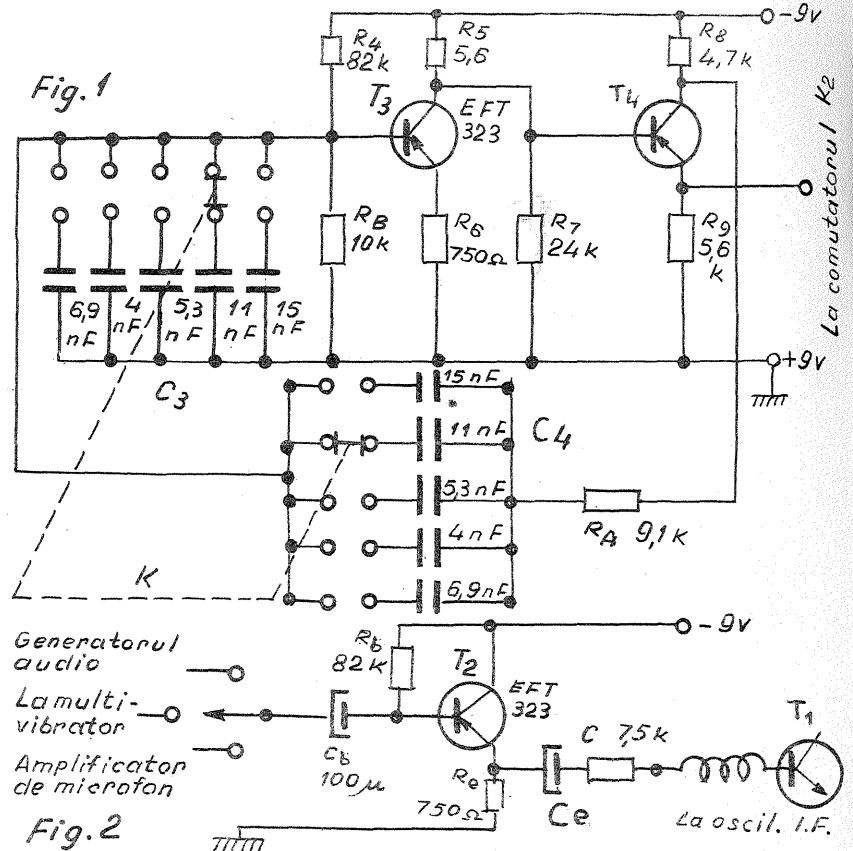 Fig.1
R4
82k
R5
5,6
R8
4,7k
-9v
T3
EFT
323
T4
La comutatorul K2
RB
10k
R6
750Ω
R7
24k
R9
5,6
k
6,9
nF
4
nF
5,3
nF
11
nF
15
nF
C3
+9v
15nF
11nF
C4
5,3nF
4nF
6,9nF
RA 9,1k
K
Generatorul
audio
La multi-
vibrator
Amplificator
de microfon
Fig.2
Rb
82k
T2
EFT
323
-9v
Cb
100μ
Re
750Ω
Ce
C 7,5k
T1
La oscil. I.F.